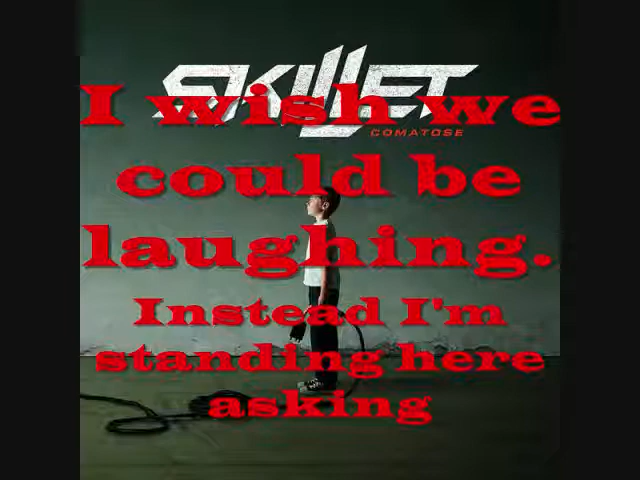 SKILLET
COMATOSE
I wish we
could be
laughing.
Instead I'm
standing here
asking